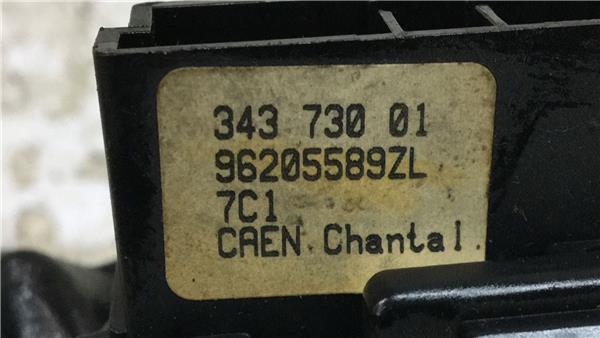 343 730 01
96205589ZL
7C1
CAEN Chantal.